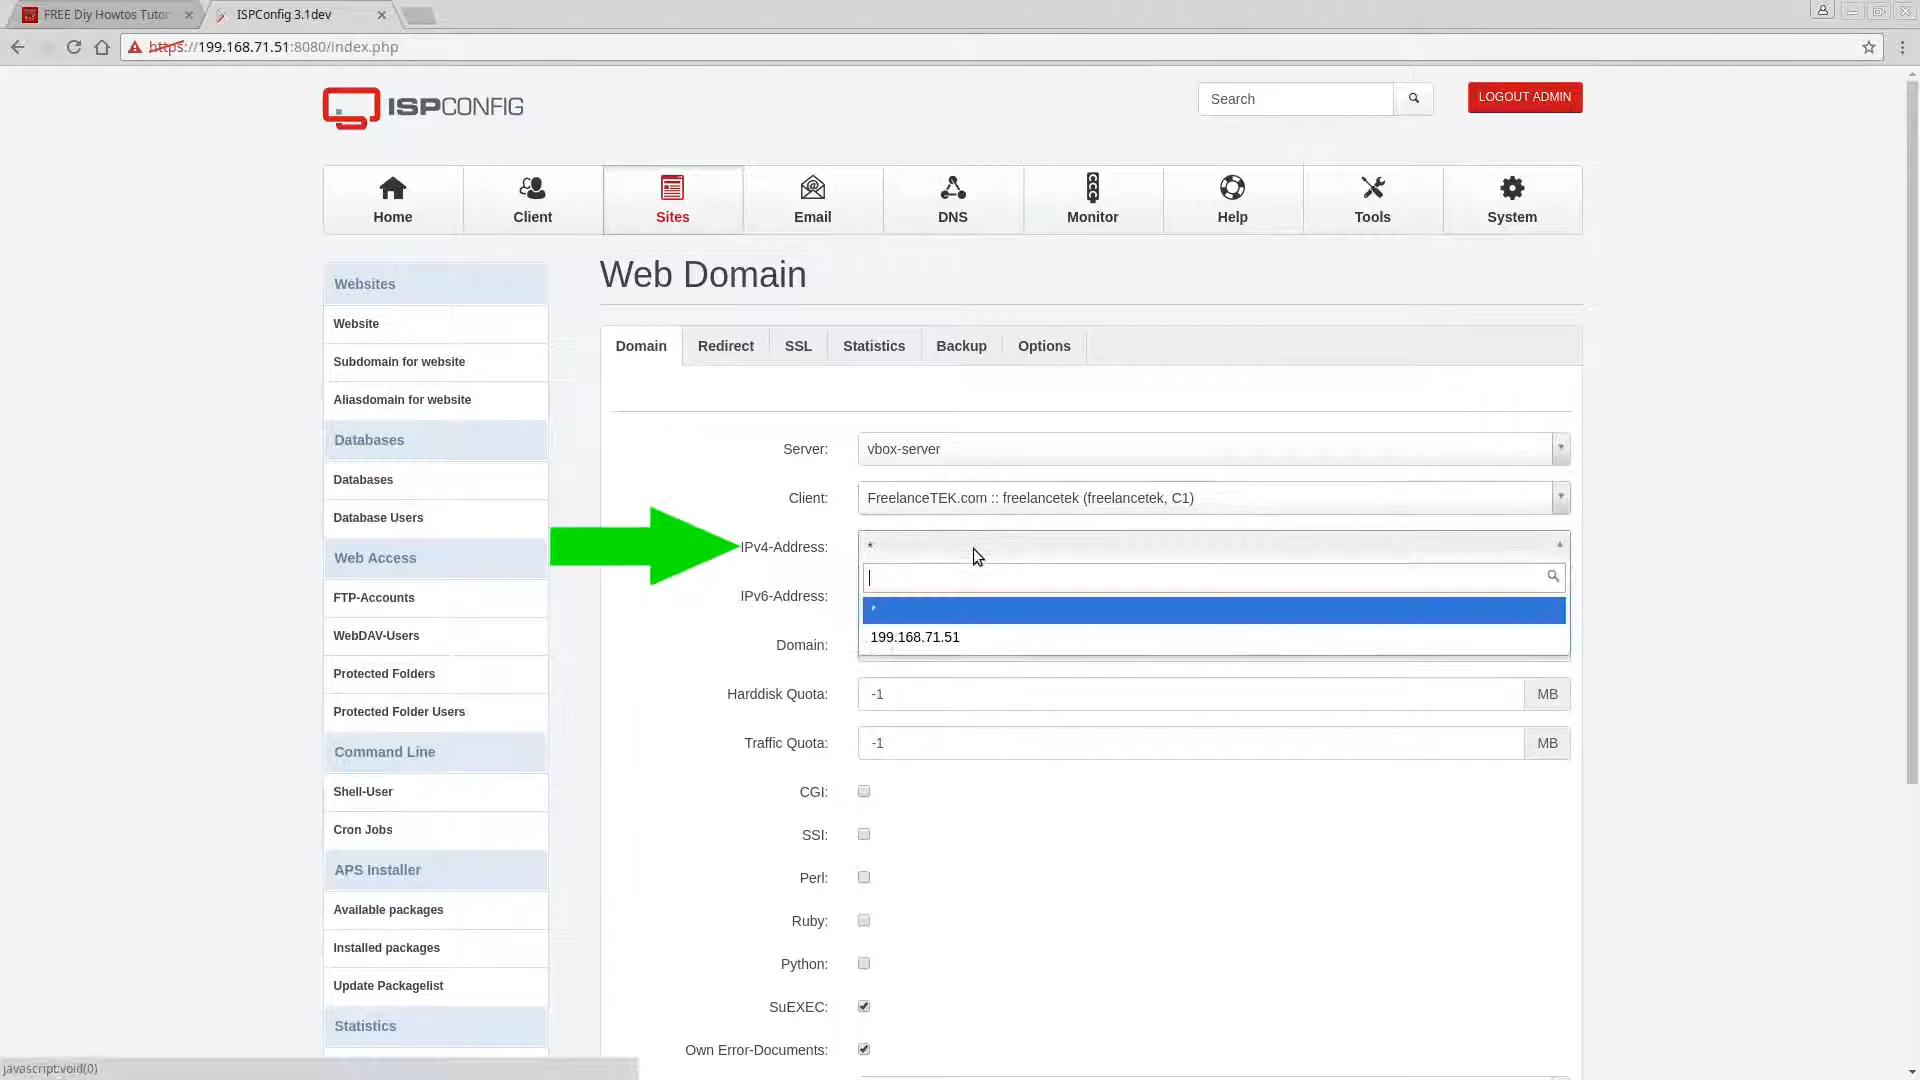 FREE Diy Howtos Tutor
ISPConfig 3.1dev
https://199.168.71.51:8080/index.php
ISPCONFIG
Search
LOGOUT ADMIN
Home
Client
Sites
Email
DNS
Monitor
Help
Tools
System
Websites
Website
Subdomain for website
Aliasdomain for website
Databases
Databases
Database Users
Web Access
FTP-Accounts
WebDAV-Users
Protected Folders
Protected Folder Users
Command Line
Shell-User
Cron Jobs
APS Installer
Available packages
Installed packages
Update Packagelist
Statistics
Web Domain
Domain Redirect SSL Statistics Backup Options
Server: vbox-server
Client: FreelanceTEK.com :: freelancetek (freelancetek, C1)
IPv4-Address: *
*
199.168.71.51
IPv6-Address:
Domain:
Harddisk Quota: -1 MB
Traffic Quota: -1 MB
CGI:
SSI:
Perl:
Ruby:
Python:
SuEXEC:
Own Error-Documents:
javascript:void(0)